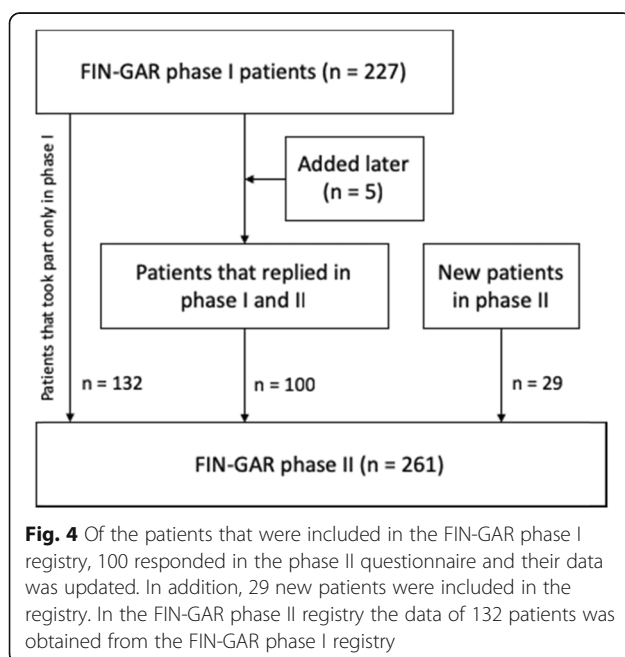 FIN-GAR phase I patients (n = 227)
Patients that took part only in phase I
Added later
(n = 5)
Patients that replied in
phase I and II
New patients
in phase II
n = 132
n = 100
n = 29
FIN-GAR phase II (n = 261)
Fig. 4 Of the patients that were included in the FIN-GAR phase I
registry, 100 responded in the phase II questionnaire and their data
was updated. In addition, 29 new patients were included in the
registry. In the FIN-GAR phase II registry the data of 132 patients was
obtained from the FIN-GAR phase I registry